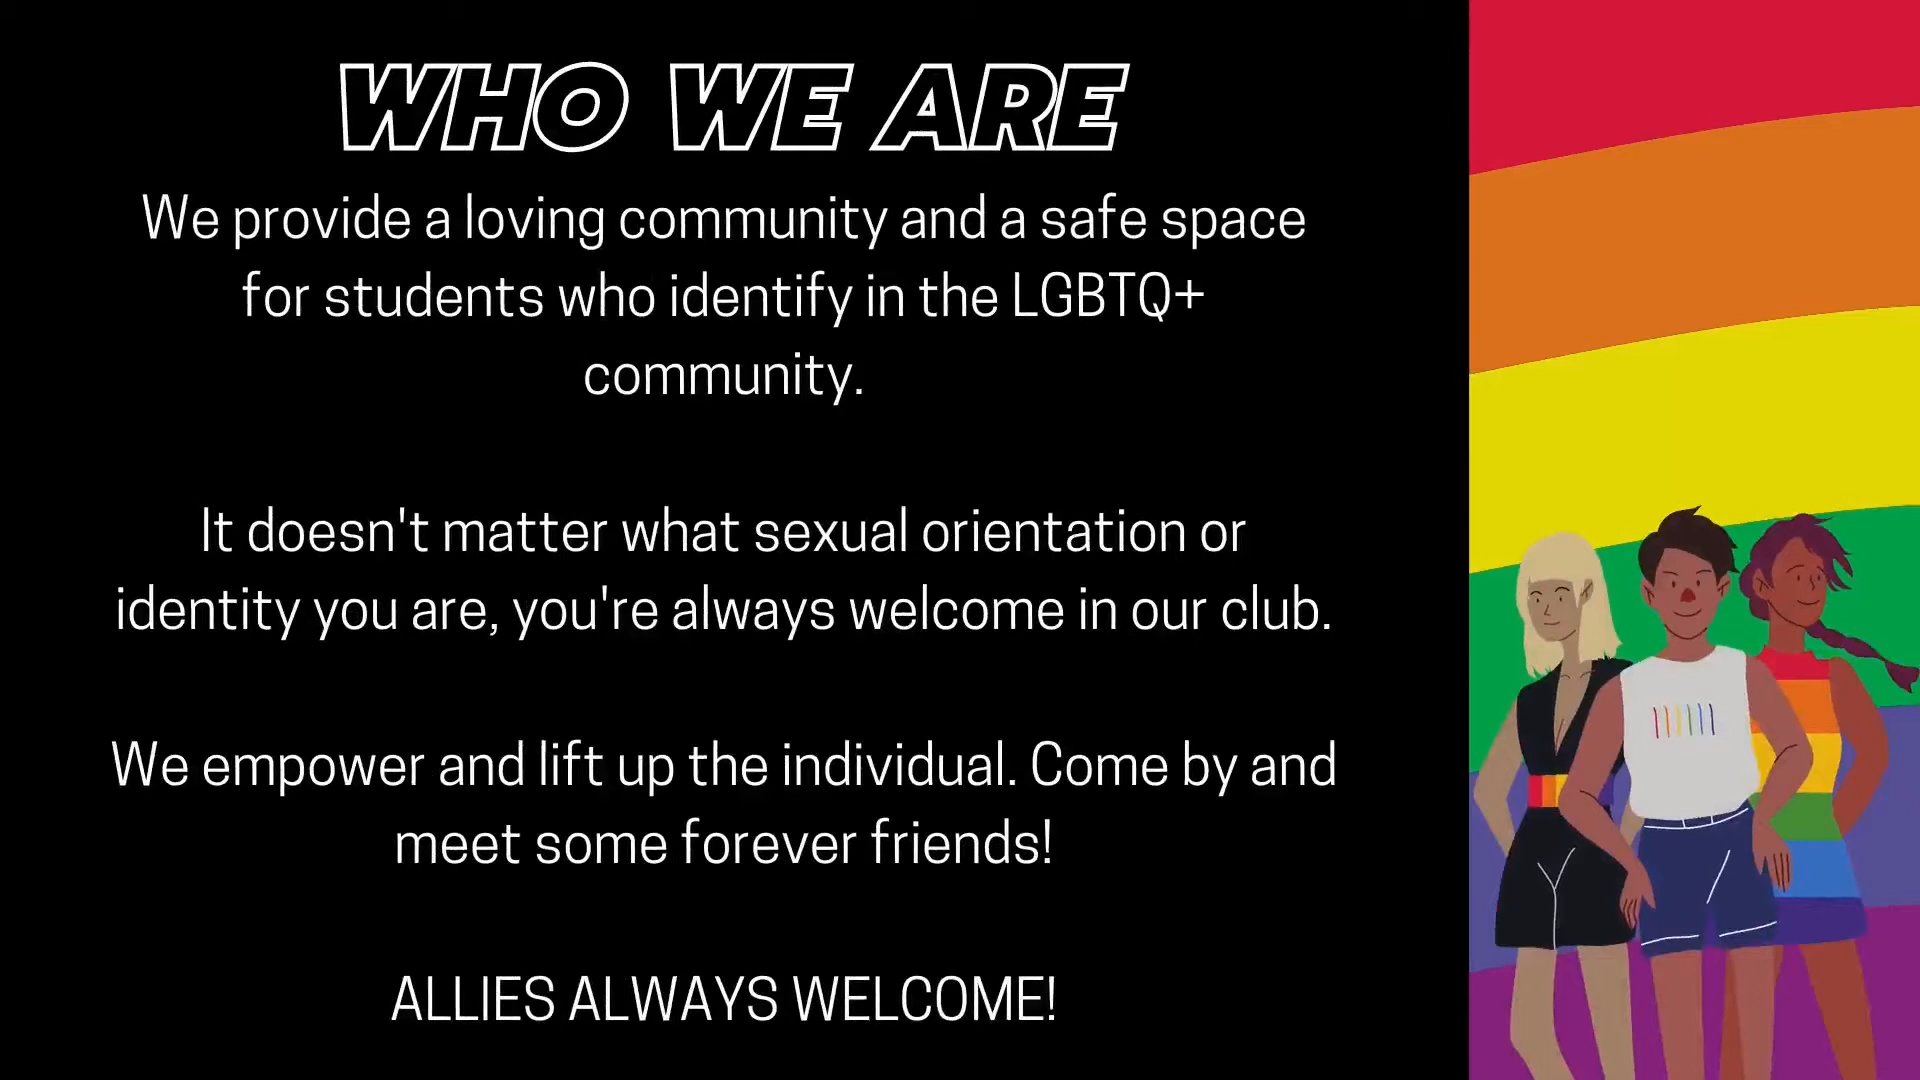 WHO WE ARE
We provide a loving community and a safe space
for students who identify in the LGBTQ+
community.
It doesn't matter what sexual orientation or
identity you are, you're always welcome in our club.
We empower and lift up the individual. Come by and
meet some forever friends!
ALLIES ALWAYS WELCOME!